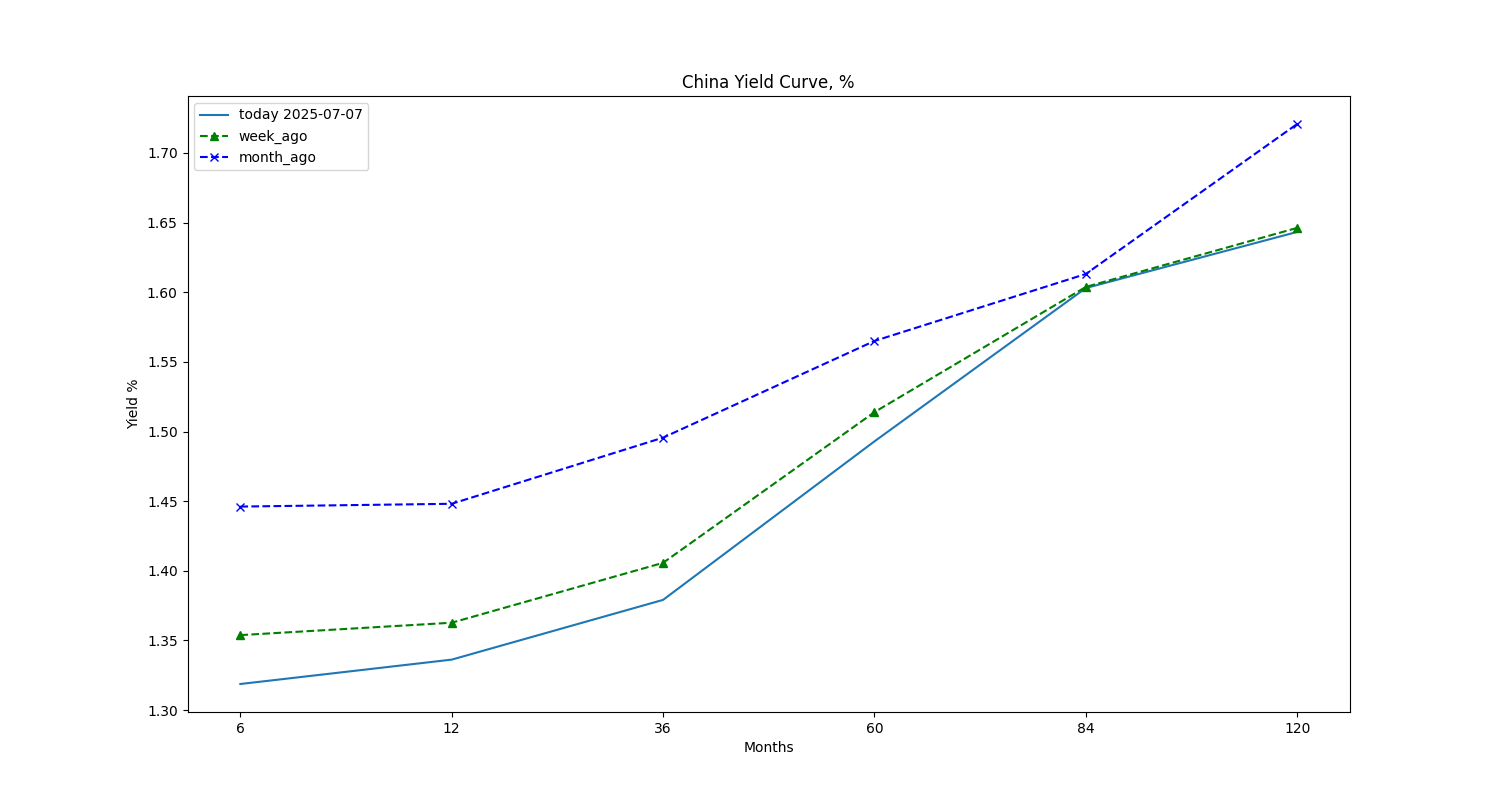 China Yield Curve, %
today 2025-07-07
week_ago
month_ago
1.70
1.65
1.60
1.55
1.50
1.45
1.40
1.35
1.30
Yield %
6 12 36 60 84 120
Months